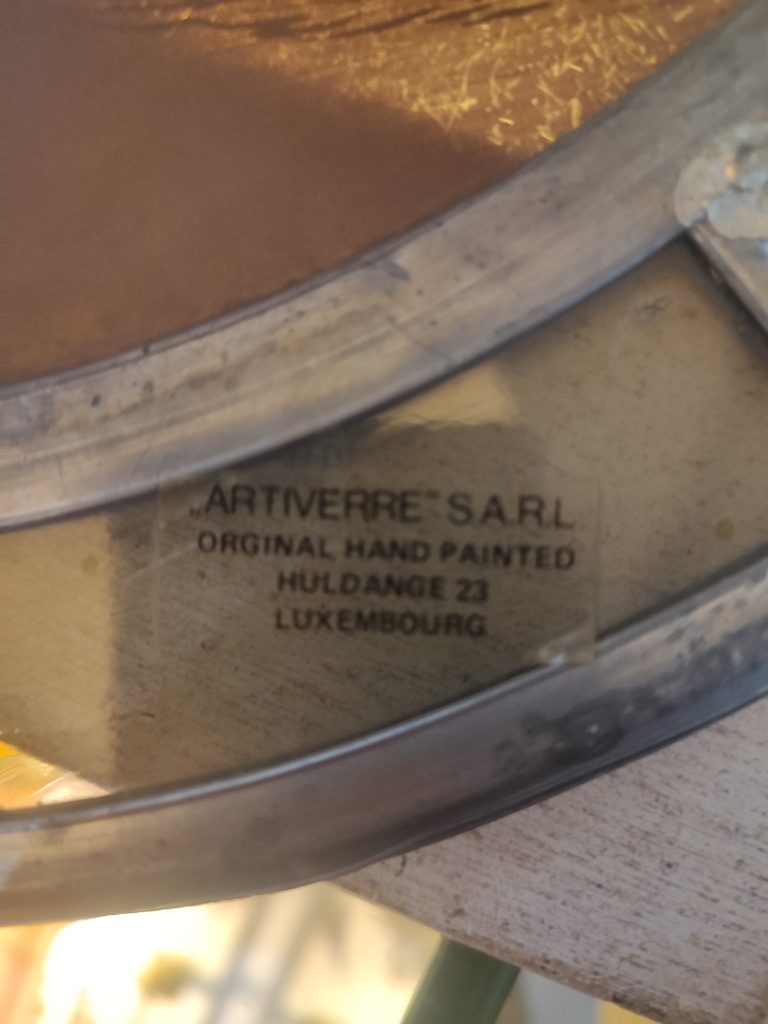 „ARTIVERRE" S.A.R.L
ORGINAL HAND PAINTED
HULDANGE 23
LUXEMBOURG